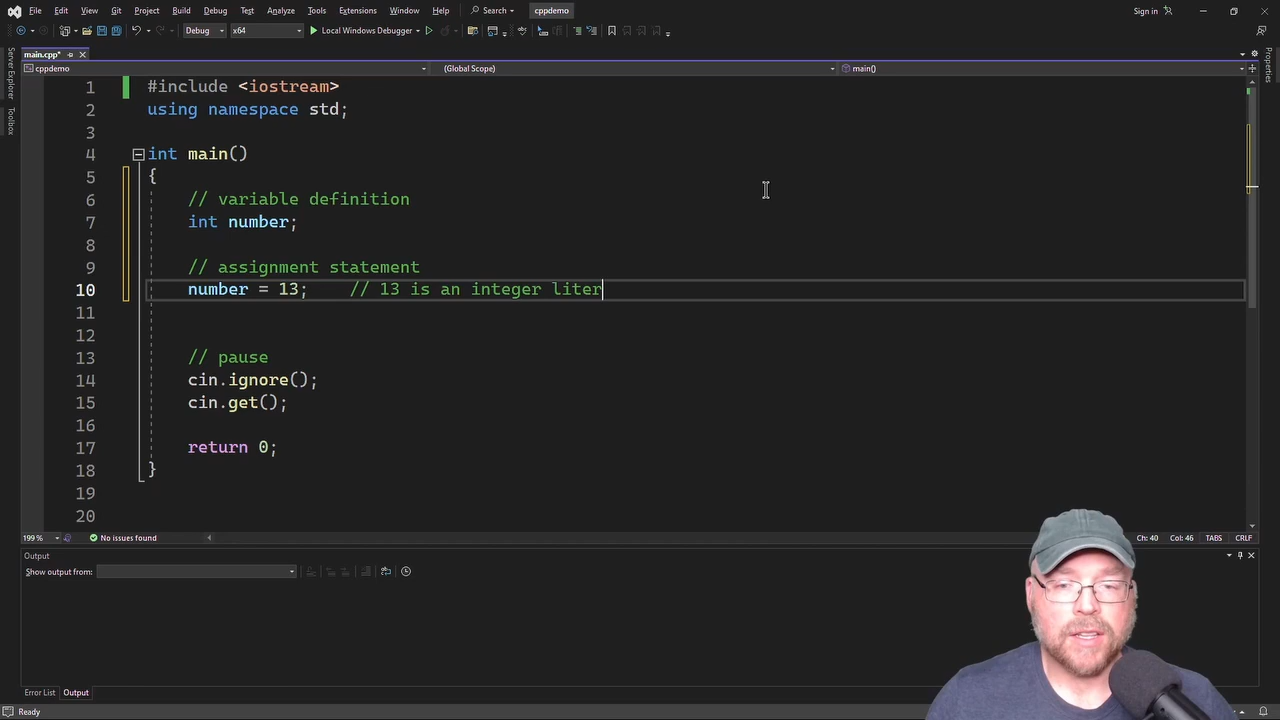 File Edit View Git Project Build Debug Test Analyze Tools Extensions Window Help Search cppdemo Sign in
Debug x64 Local Windows Debugger
main.cpp*
cppdemo (Global Scope) main()
Server Explorer
Toolbox
Properties
1 #include <iostream>
2 using namespace std;
3
4 int main()
5 {
6 // variable definition
7 int number;
8
9 // assignment statement
10 number = 13; // 13 is an integer liter
11
12
13 // pause
14 cin.ignore();
15 cin.get();
16
17 return 0;
18 }
19
20
199 % No issues found Ch: 40 Col: 46 TABS CRLF
Output
Show output from:
Error List Output
Ready